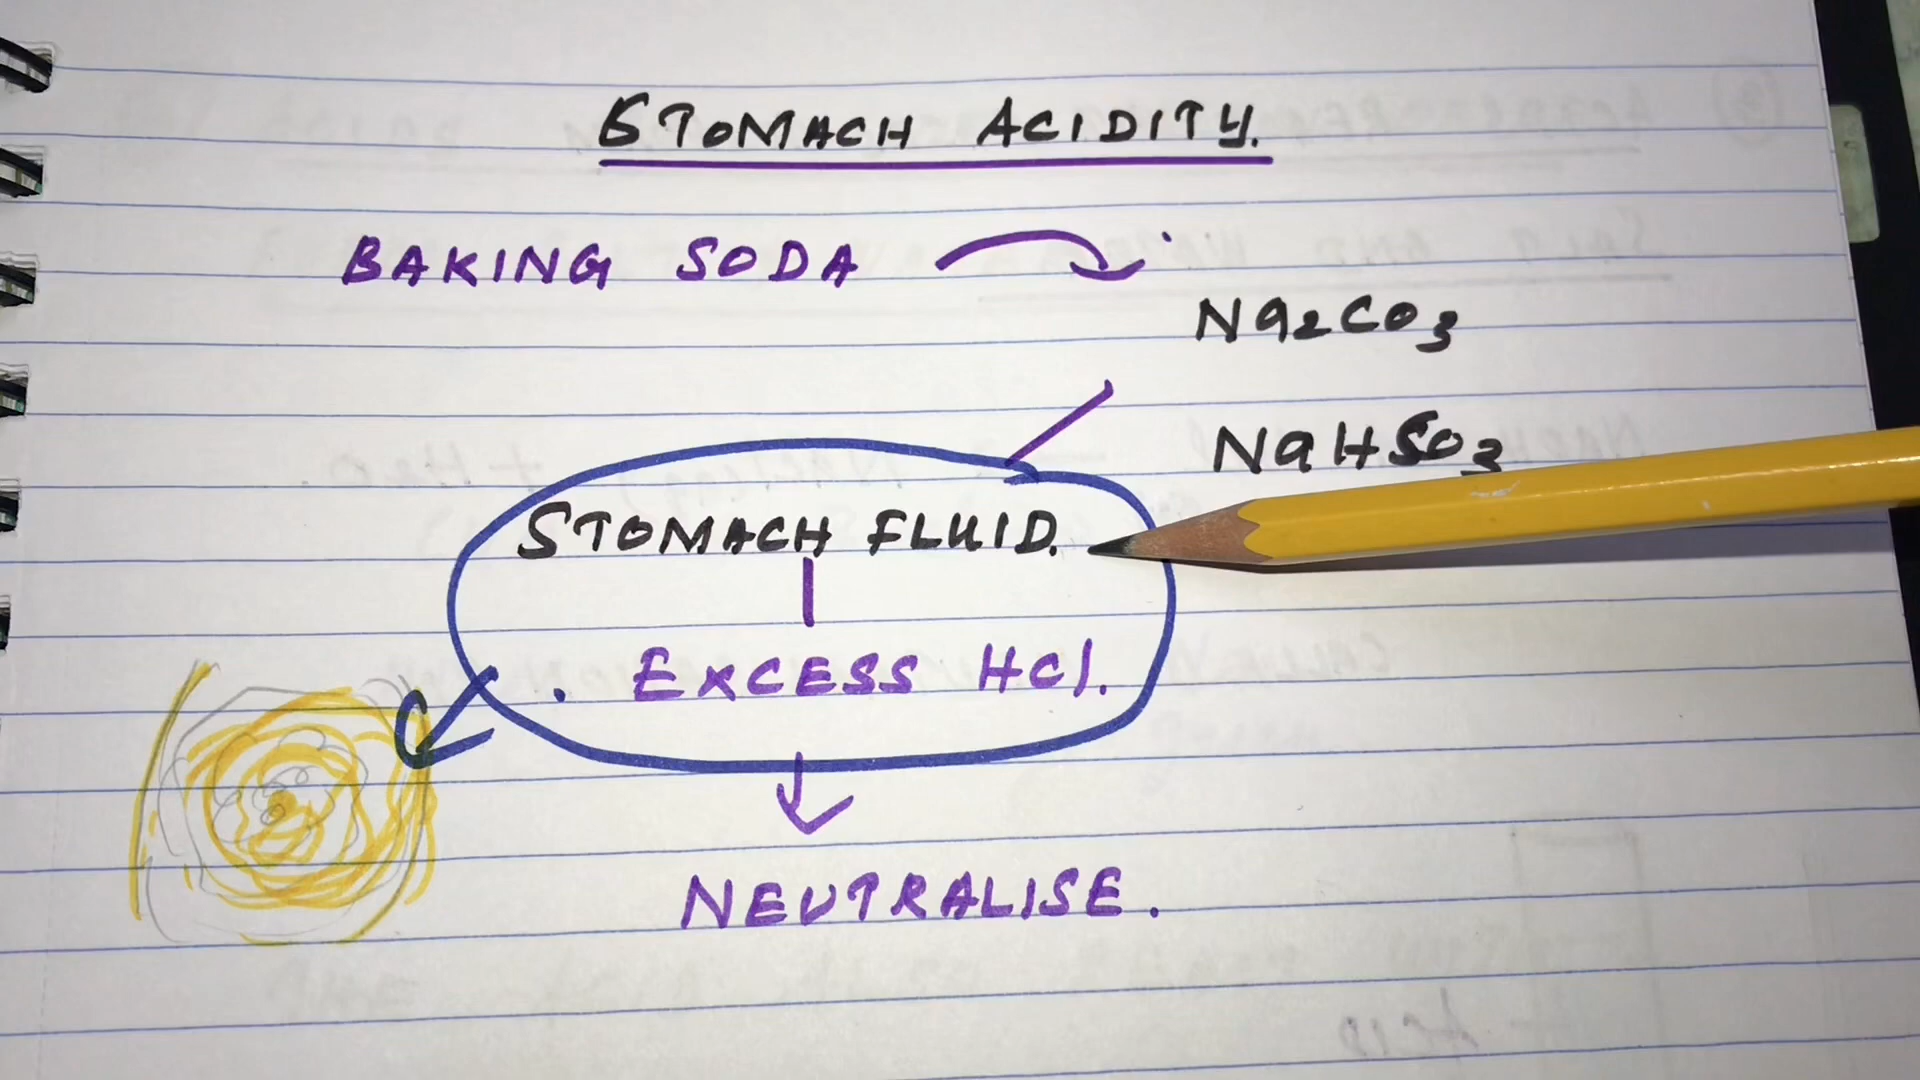 STOMACH ACIDITY.
BAKING SODA
Na2CO3
NaHSO3
STOMACH FLUID.
EXCESS HCl.
NEUTRALISE.